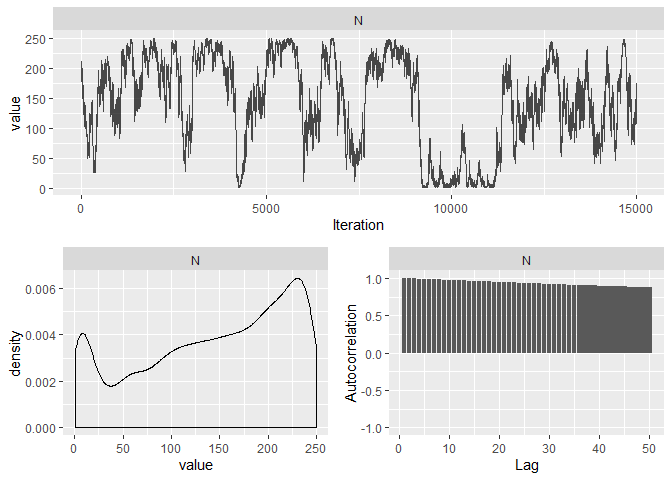 N
value
250
200
150
100
50
0
0 5000 10000 15000
Iteration
N
density
0.006
0.004
0.002
0.000
0 50 100 150 200 250
value
N
Autocorrelation
1.0
0.5
0.0
-0.5
-1.0
0 10 20 30 40 50
Lag